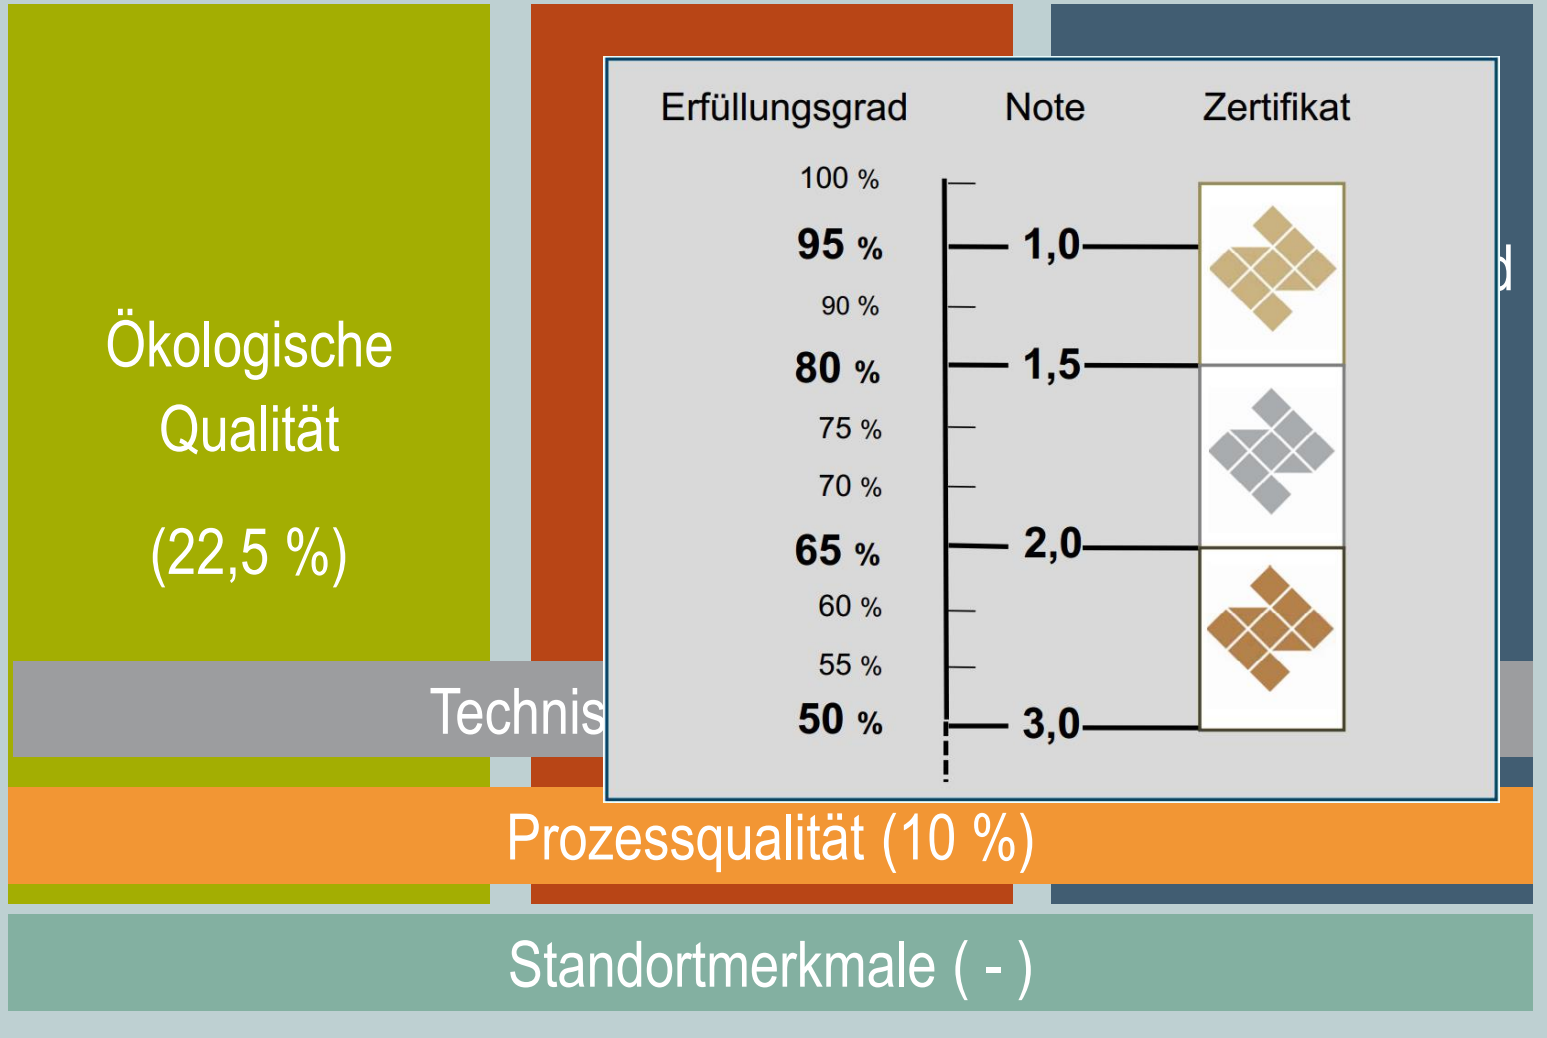 Ökologische
Qualität
(22,5 %)
Erfüllungsgrad Note Zertifikat
100 %
95 % 1,0
90 %
80 % 1,5
75 %
70 %
65 % 2,0
60 %
55 %
50 % 3,0
Prozessqualität (10 %)
Standortmerkmale ( - )